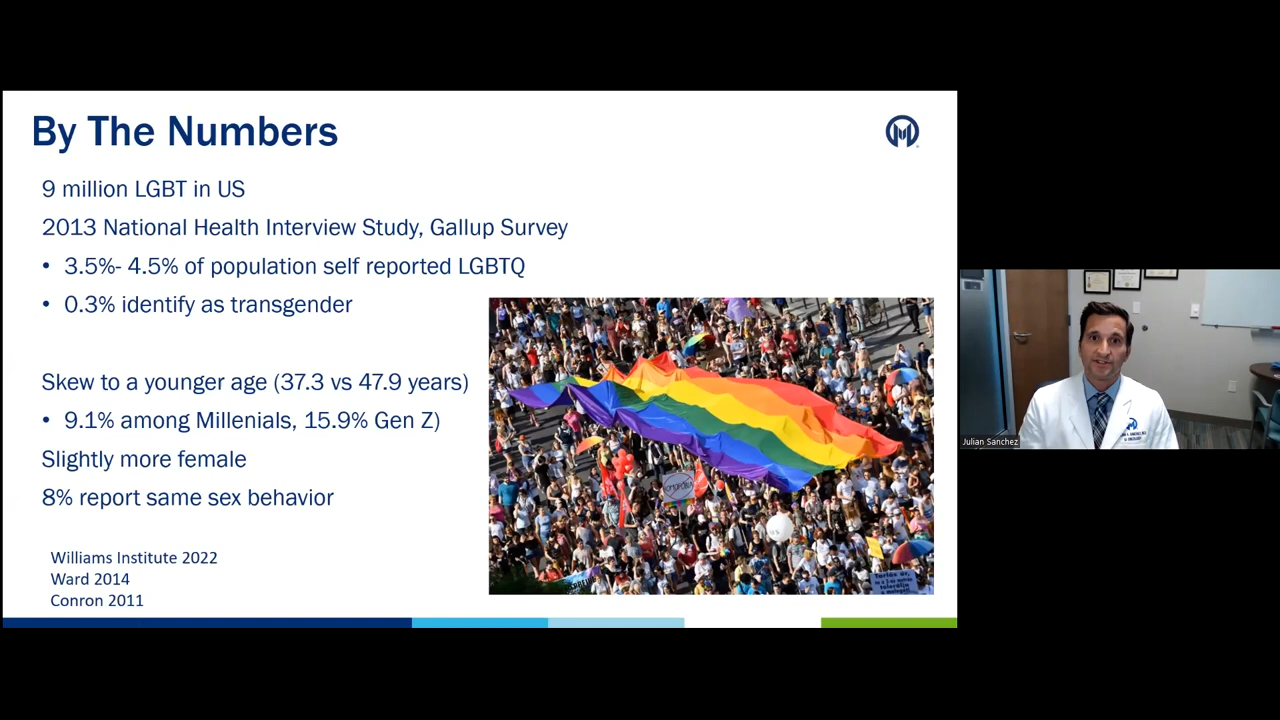 By The Numbers
9 million LGBT in US
2013 National Health Interview Study, Gallup Survey
• 3.5%- 4.5% of population self reported LGBTQ
• 0.3% identify as transgender
Skew to a younger age (37.3 vs 47.9 years)
• 9.1% among Millenials, 15.9% Gen Z)
Slightly more female
8% report same sex behavior
Williams Institute 2022
Ward 2014
Conron 2011
Julian Sanchez